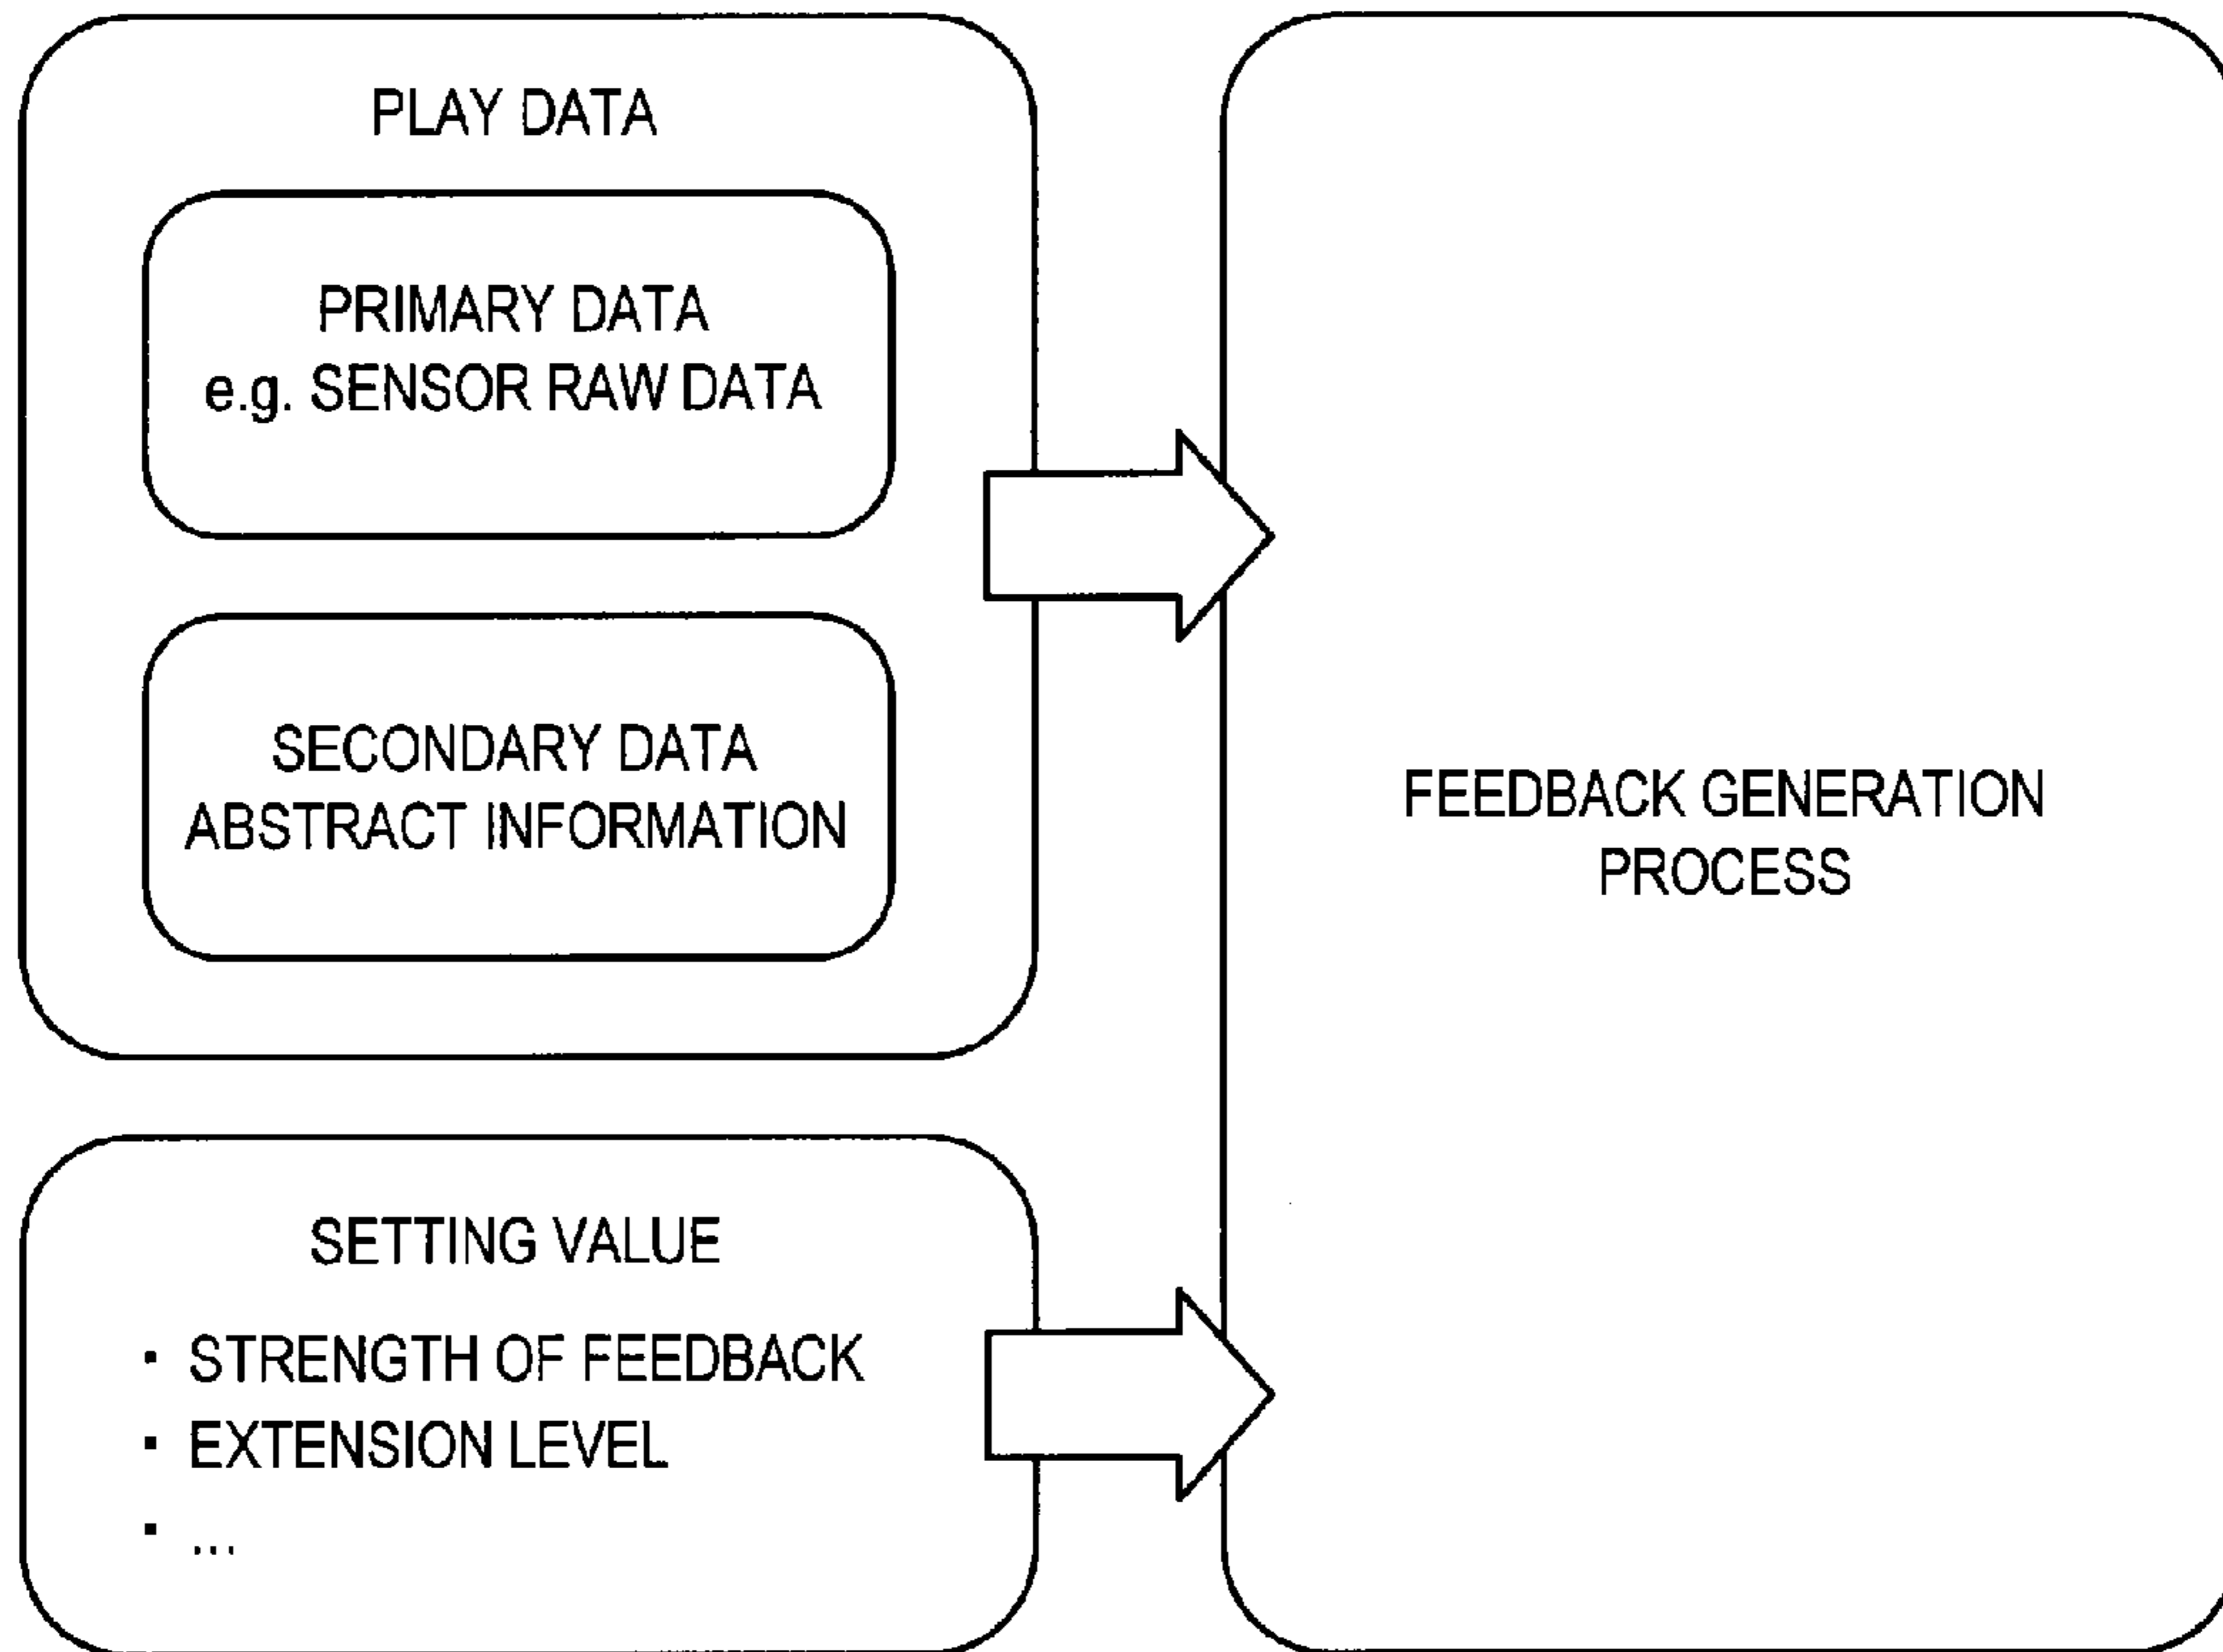 PLAY DATA
PRIMARY DATA
e.g. SENSOR RAW DATA
SECONDARY DATA
ABSTRACT INFORMATION
SETTING VALUE
▪ STRENGTH OF FEEDBACK
▪ EXTENSION LEVEL
▪ ...
FEEDBACK GENERATION
PROCESS